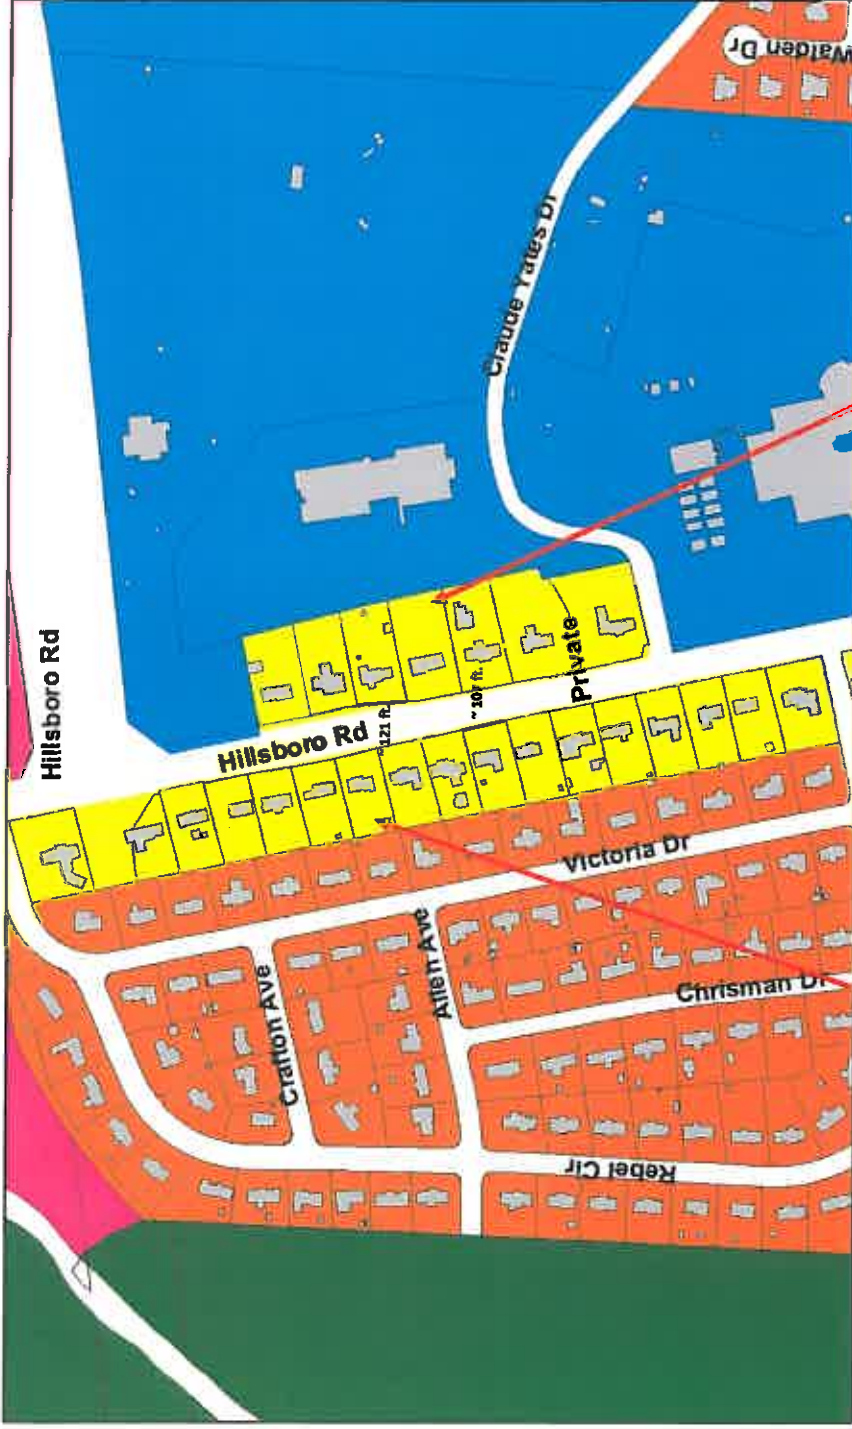 Walden Dr
Claude Yates Dr
Hillsboro Rd
Hillsboro Rd
~ 121 ft.
~ 107 ft.
Private
Victoria Dr
Allen Ave
Crafton Ave
Chrisman Dr
Rebel Cir